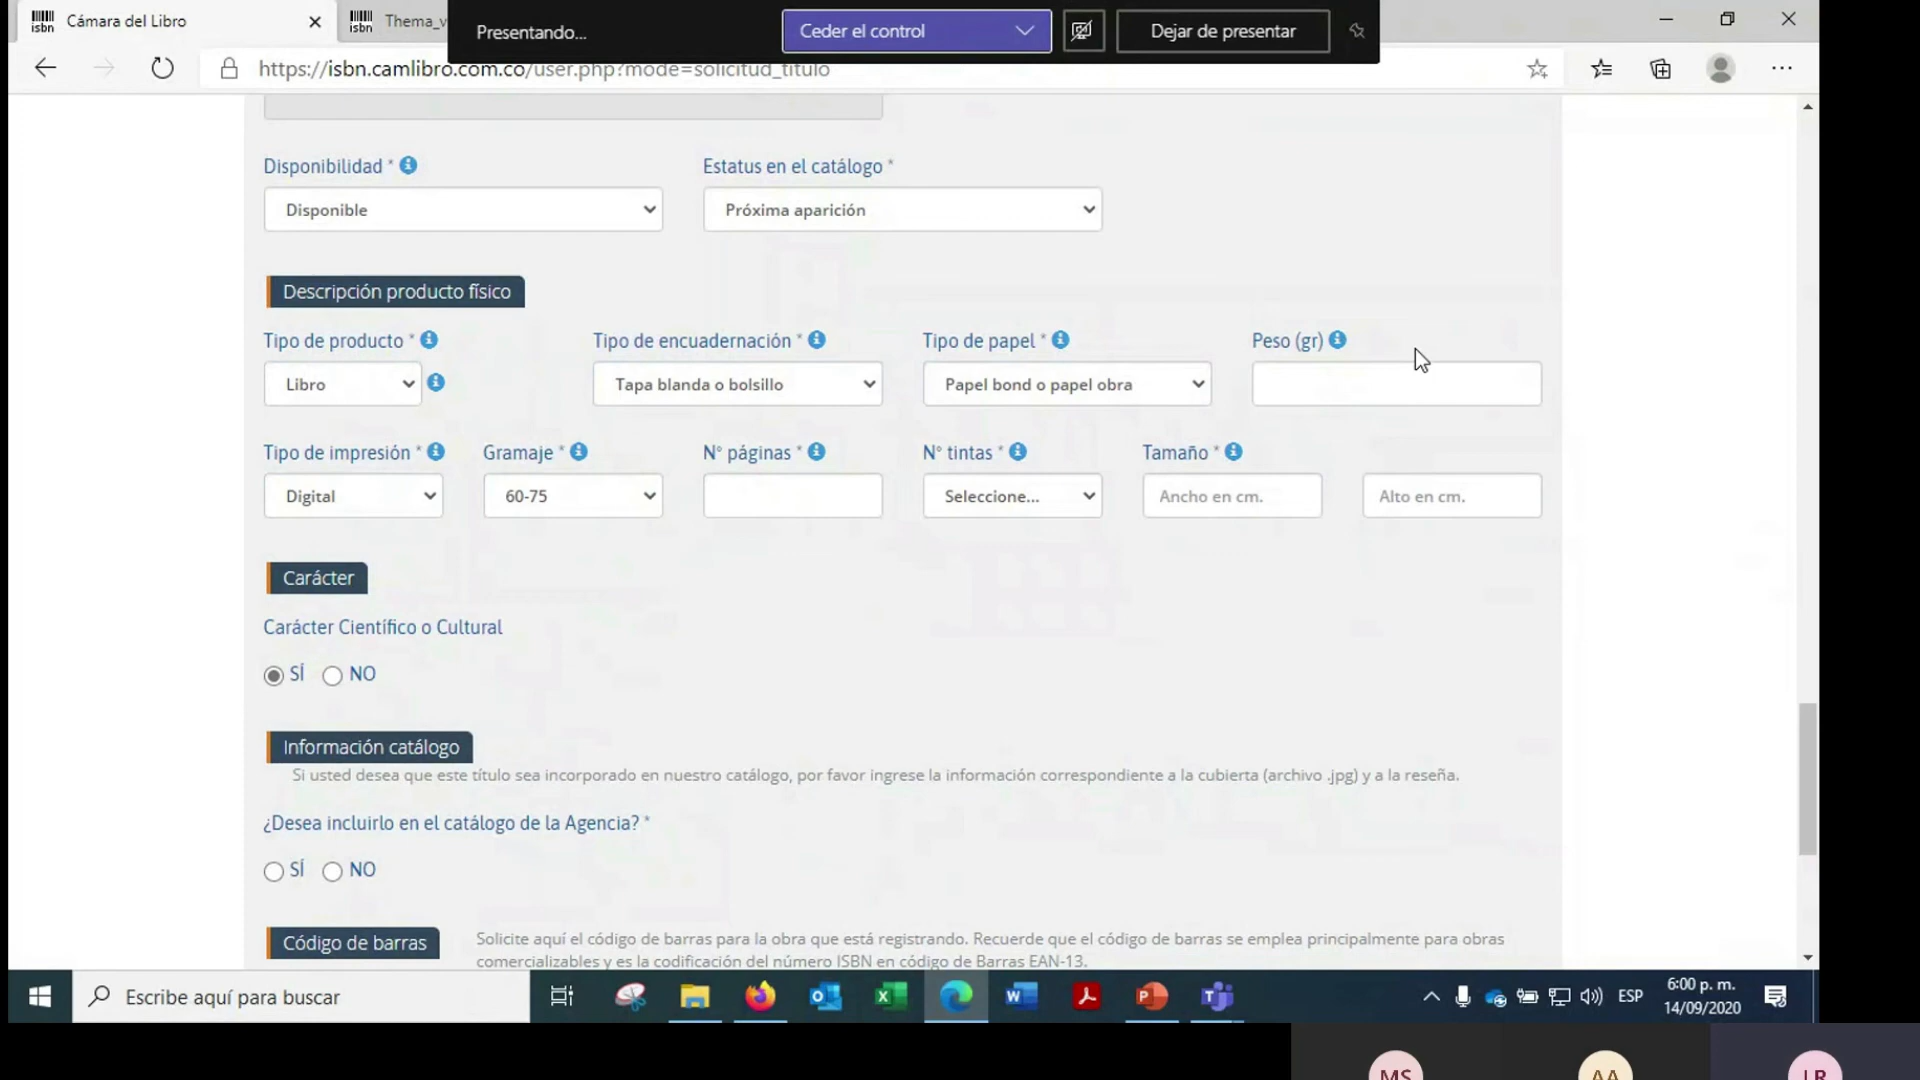 isbn Cámara del Libro
isbn Thema_v
Presentando...
Ceder el control
Dejar de presentar
https://isbn.camlibro.com.co/user.php?mode=solicitud_titulo
Disponibilidad *
Estatus en el catálogo *
Disponible
Próxima aparición
Descripción producto físico
Tipo de producto *
Tipo de encuadernación *
Tipo de papel *
Peso (gr)
Libro
Tapa blanda o bolsillo
Papel bond o papel obra
Tipo de impresión *
Gramaje *
N° páginas *
N° tintas *
Tamaño *
Digital
60-75
Seleccione...
Ancho en cm.
Alto en cm.
Carácter
Carácter Científico o Cultural
SÍ NO
Información catálogo
Si usted desea que este título sea incorporado en nuestro catálogo, por favor ingrese la información correspondiente a la cubierta (archivo .jpg) y a la reseña.
¿Desea incluirlo en el catálogo de la Agencia? *
SÍ NO
Código de barras
Solicite aquí el código de barras para la obra que está registrando. Recuerde que el código de barras se emplea principalmente para obras
comercializables y es la codificación del número ISBN en código de Barras EAN-13.
Escribe aquí para buscar
ESP
6:00 p. m.
14/09/2020
MS
AA
LR